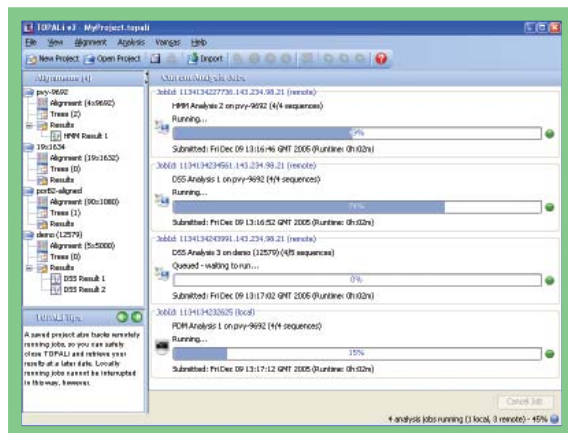 TOPALi v2 - MyProject.topali
File View Alignment Analysis Vamsas Help
New Project Open Project Import
Alignments (4)
pvy-9692
Alignment (4x9692)
Trees (2)
Results
HMM Result 1
19x1634
Alignment (19x1632)
Trees (0)
Results
porB2-aligned
Alignment (90x1080)
Trees (1)
Results
demo (12579)
Alignment (5x5000)
Trees (0)
Results
DSS Result 1
DSS Result 2
TOPALi Tips
A saved project also tracks remotely
running jobs, so you can safely
close TOPALi and retrieve your
results at a later date. Locally
running jobs cannot be interrupted
in this way, however.
Current Analysis Jobs
JobId: 1134134227736.143.234.98.21 (remote)
HMM Analysis 2 on pvy-9692 (4/4 sequences)
Running...
Submitted: Fri Dec 09 13:16:46 GMT 2005 (Runtime: 0h:02m)
JobId: 1134134234561.143.234.98.21 (remote)
DSS Analysis 1 on pvy-9692 (4/4 sequences)
Running...
Submitted: Fri Dec 09 13:16:52 GMT 2005 (Runtime: 0h:02m)
JobId: 1134134243991.143.234.98.21 (remote)
DSS Analysis 3 on demo (12579) (4/5 sequences)
Queued - waiting to run...
0%
Submitted: Fri Dec 09 13:17:02 GMT 2005 (Runtime: 0h:02m)
JobId: 1134134232625 (local)
PDM Analysis 1 on pvy-9692 (4/4 sequences)
Running...
15%
Submitted: Fri Dec 09 13:17:12 GMT 2005 (Runtime: 0h:02m)
Cancel Job
4 analysis jobs running (1 local, 3 remote) - 45%